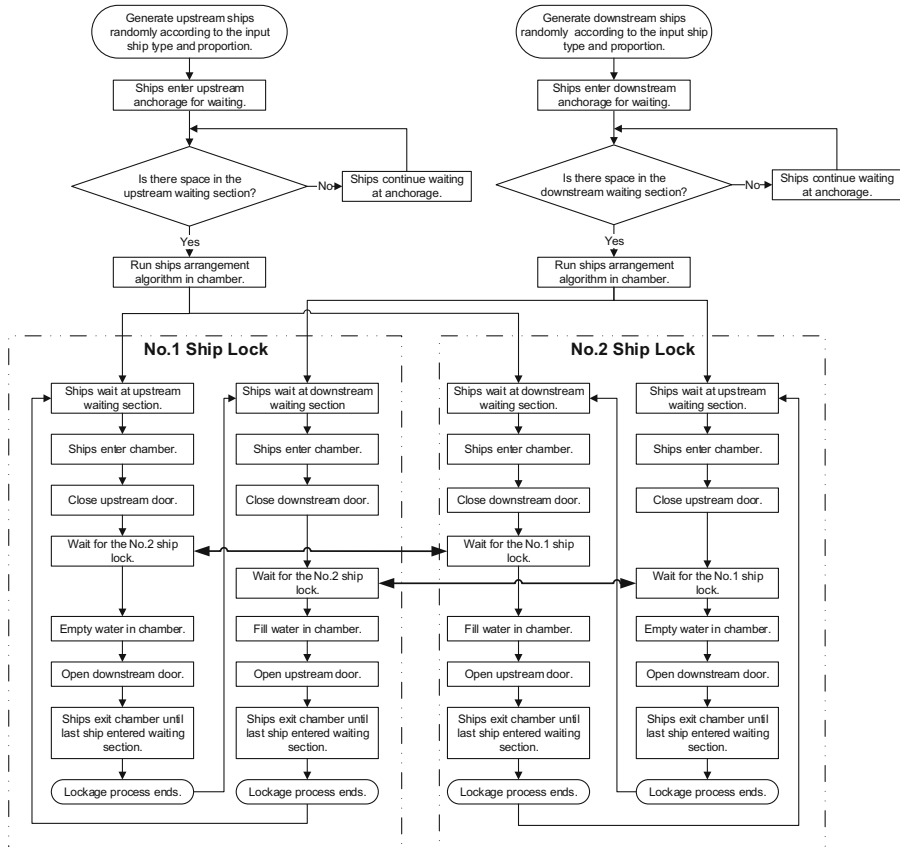 Generate upstream ships
randomly according to the input
ship type and proportion.
Ships enter upstream
anchorage for waiting.
Is there space in the
upstream waiting section?
No
Ships continue waiting
at anchorage.
Yes
Run ships arrangement
algorithm in chamber.
Generate downstream ships
randomly according to the input ship
type and proportion.
Ships enter downstream
anchorage for waiting.
Is there space in the
downstream waiting section?
No
Ships continue waiting
at anchorage.
Yes
Run ships arrangement
algorithm in chamber.
No.1 Ship Lock
Ships wait at upstream
waiting section.
Ships enter chamber.
Close upstream door.
Wait for the No.2 ship
lock.
Empty water in chamber.
Open downstream door.
Ships exit chamber until
last ship entered waiting
section.
Lockage process ends.
Ships wait at downstream
waiting section
Ships enter chamber.
Close downstream door.
Wait for the No.2 ship
lock.
Fill water in chamber.
Open upstream door.
Ships exit chamber until
last ship entered waiting
section.
Lockage process ends.
No.2 Ship Lock
Ships wait at downstream
waiting section.
Ships enter chamber.
Close downstream door.
Wait for the No.1 ship
lock.
Fill water in chamber.
Open upstream door.
Ships exit chamber until
last ship entered waiting
section.
Lockage process ends.
Ships wait at upstream
waiting section.
Ships enter chamber.
Close upstream door.
Wait for the No.1 ship
lock.
Empty water in chamber.
Open downstream door.
Ships exit chamber until
last ship entered waiting
section.
Lockage process ends.